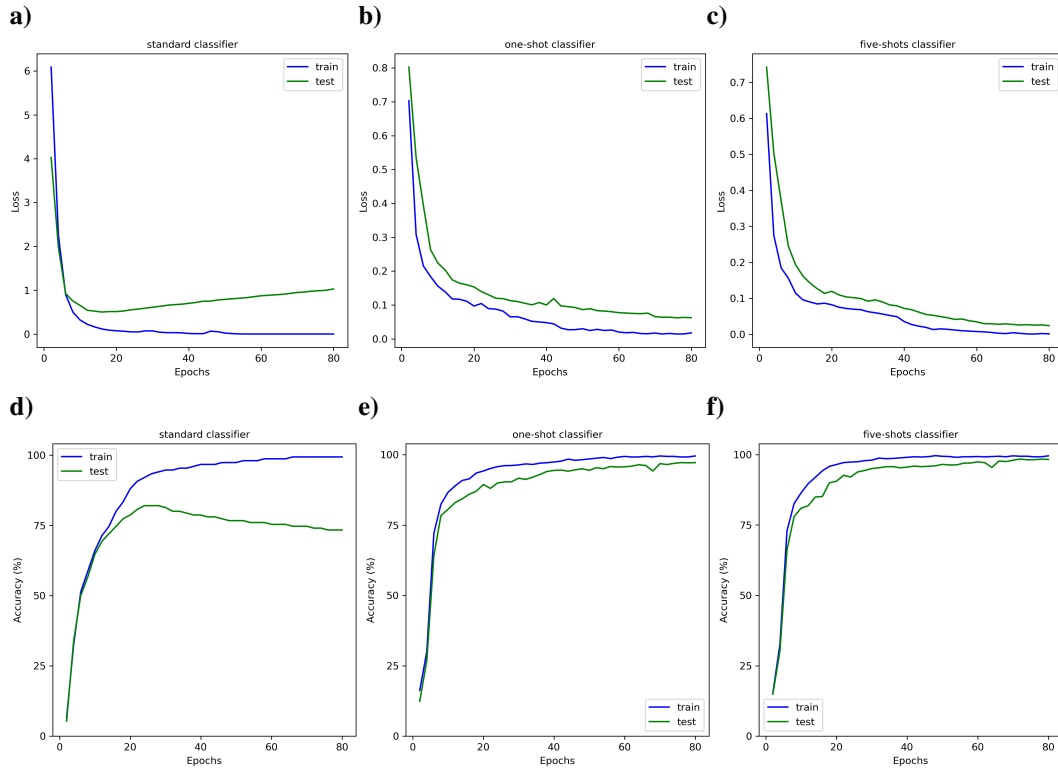 a)
standard classifier
Loss
6
5
4
3
2
1
0
0 20 40 60 80
Epochs
train
test
b)
one-shot classifier
Loss
0.8
0.7
0.6
0.5
0.4
0.3
0.2
0.1
0.0
0 20 40 60 80
Epochs
train
test
c)
five-shots classifier
Loss
0.7
0.6
0.5
0.4
0.3
0.2
0.1
0.0
0 20 40 60 80
Epochs
train
test
d)
standard classifier
Accuracy (%)
100
75
50
25
0
0 20 40 60 80
Epochs
train
test
e)
one-shot classifier
Accuracy (%)
100
75
50
25
0
0 20 40 60 80
Epochs
train
test
f)
five-shots classifier
Accuracy (%)
100
75
50
25
0
0 20 40 60 80
Epochs
train
test